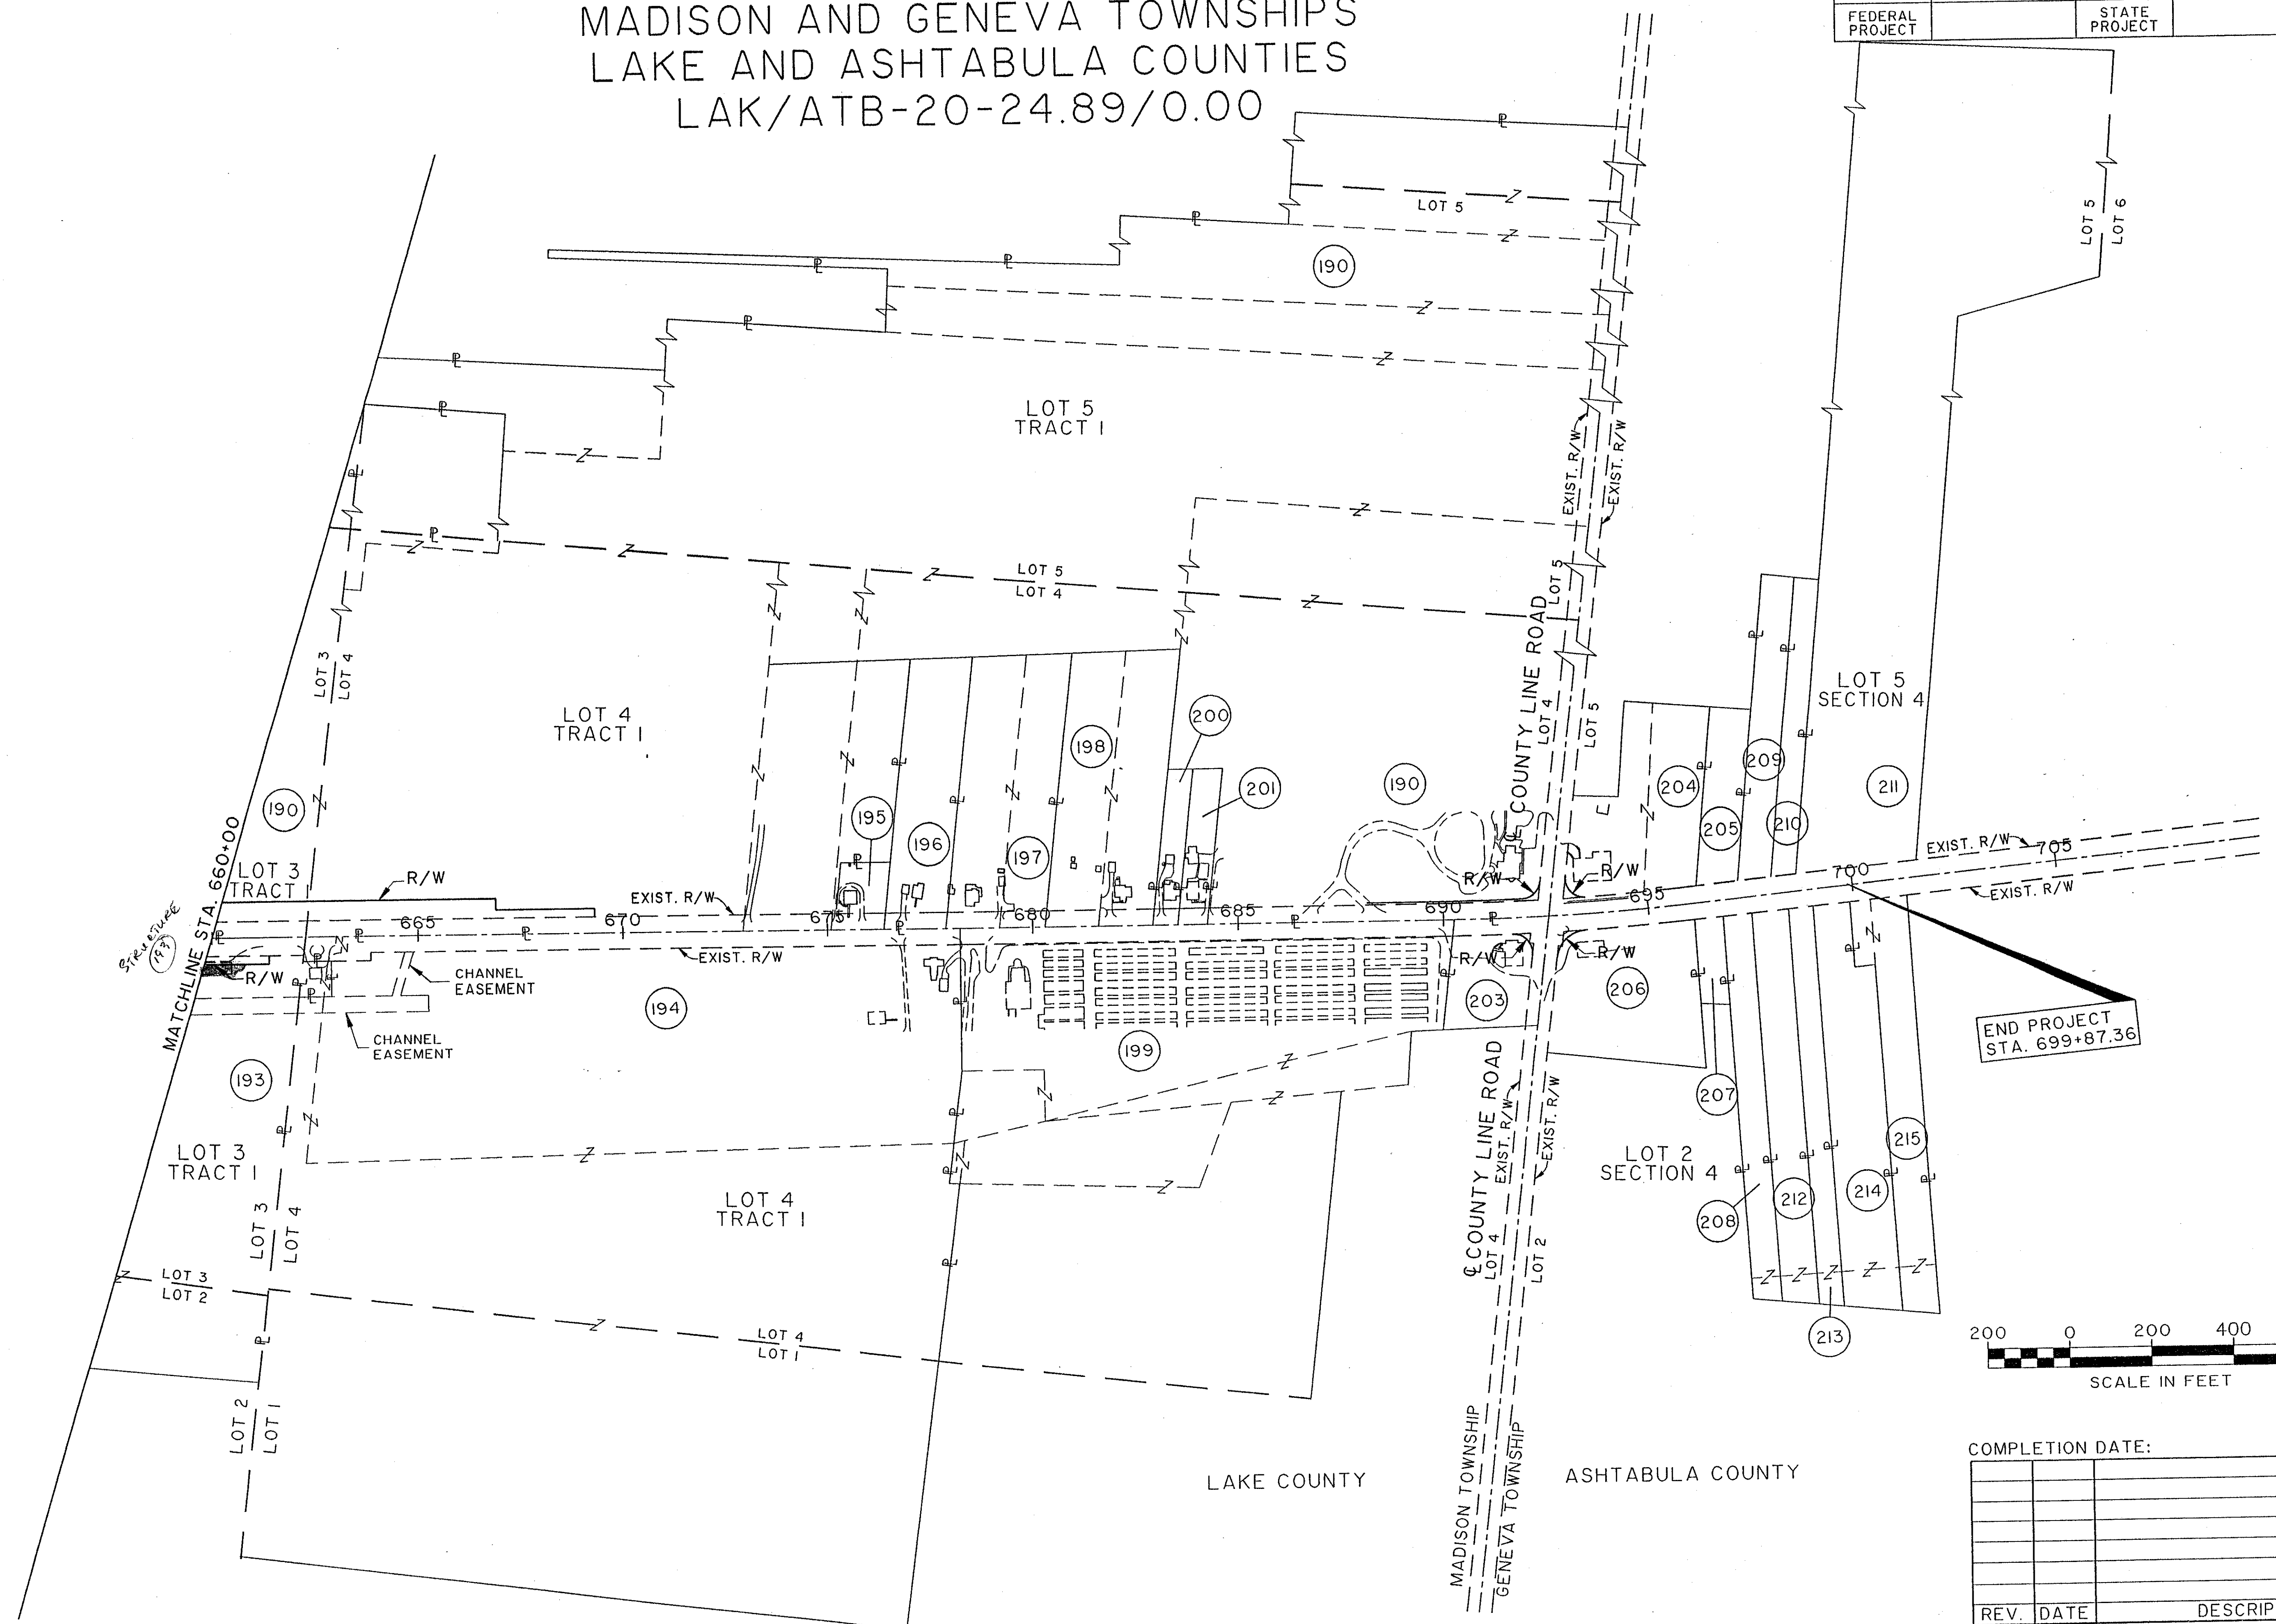 MADISON AND GENEVA TOWNSHIPS
LAKE AND ASHTABULA COUNTIES
LAK/ATB-20-24.89/0.00
FEDERAL
PROJECT
STATE
PROJECT
LOT 5
LOT 5
LOT 6
190
LOT 5
TRACT 1
EXIST. R/W
EXIST. R/W
LOT 5
LOT 4
LOT 5
LOT 4
LOT 5
COUNTY LINE ROAD
LOT 3
LOT 4
LOT 4
TRACT 1
LOT 5
SECTION 4
200
198
201
190
195
196
197
204
205
209
210
211
190
LOT 3
TRACT 1
MATCHLINE STA. 660+00
STRUCTURE
193
R/W
EXIST. R/W
665
670
675
680
685
690
695
700
705
R/W
R/W
EXIST. R/W
EXIST. R/W
R/W
EXIST. R/W
R/W
R/W
CHANNEL
EASEMENT
CHANNEL
EASEMENT
194
199
203
206
END PROJECT
STA. 699+87.36
193
LOT 3
TRACT 1
LOT 3
LOT 4
LOT 4
TRACT 1
℄ COUNTY LINE ROAD
EXIST. R/W
EXIST. R/W
LOT 4
LOT 2
LOT 2
SECTION 4
207
208
212
214
215
213
LOT 3
LOT 2
LOT 4
LOT 1
LOT 2
LOT 1
200 0 200 400
SCALE IN FEET
LAKE COUNTY
ASHTABULA COUNTY
MADISON TOWNSHIP
GENEVA TOWNSHIP
COMPLETION DATE:
REV. DATE DESCRIP